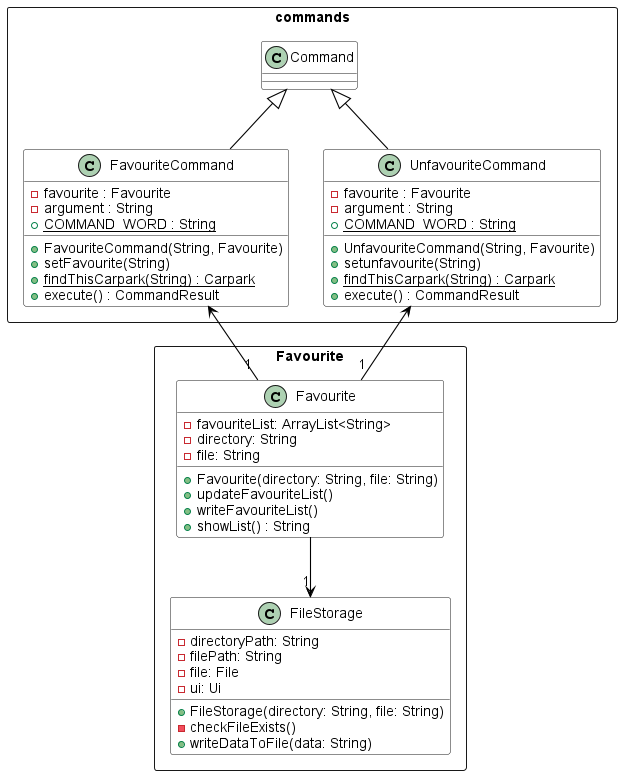 commands
C Command
C FavouriteCommand
favourite : Favourite
argument : String
COMMAND_WORD : String
FavouriteCommand(String, Favourite)
setFavourite(String)
findThisCarpark(String) : Carpark
execute() : CommandResult
C UnfavouriteCommand
favourite : Favourite
argument : String
COMMAND_WORD : String
UnfavouriteCommand(String, Favourite)
setunfavourite(String)
findThisCarpark(String) : Carpark
execute() : CommandResult
1
1
Favourite
C Favourite
favouriteList: ArrayList<String>
directory: String
file: String
Favourite(directory: String, file: String)
updateFavouriteList()
writeFavouriteList()
showList() : String
1
C FileStorage
directoryPath: String
filePath: String
file: File
ui: Ui
FileStorage(directory: String, file: String)
checkFileExists()
writeDataToFile(data: String)